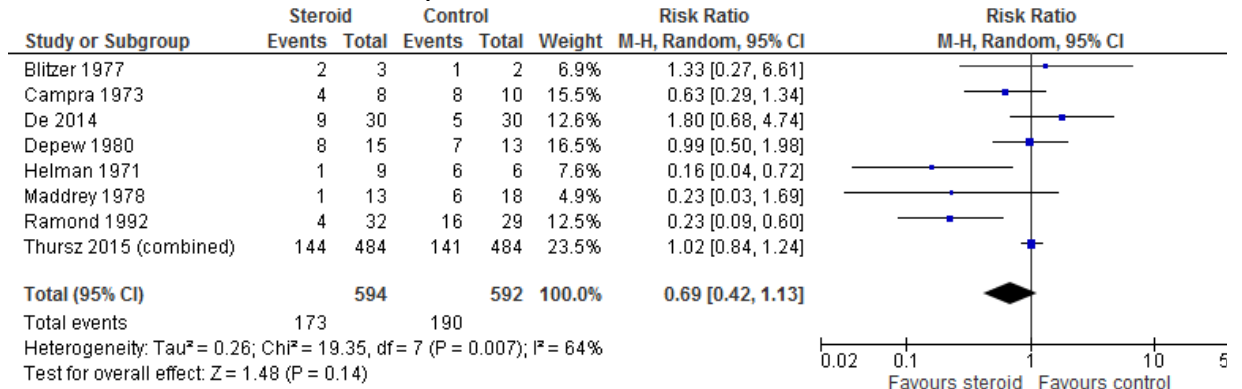 Steroid Control Risk Ratio Risk Ratio
Study or Subgroup Events Total Events Total Weight M-H, Random, 95% CI M-H, Random, 95% CI
Blitzer 1977 2 3 1 2 6.9% 1.33 [0.27, 6.61]
Campra 1973 4 8 8 10 15.5% 0.63 [0.29, 1.34]
De 2014 9 30 5 30 12.6% 1.80 [0.68, 4.74]
Depew 1980 8 15 7 13 16.5% 0.99 [0.50, 1.98]
Helman 1971 1 9 6 6 7.6% 0.16 [0.04, 0.72]
Maddrey 1978 1 13 6 18 4.9% 0.23 [0.03, 1.69]
Ramond 1992 4 32 16 29 12.5% 0.23 [0.09, 0.60]
Thursz 2015 (combined) 144 484 141 484 23.5% 1.02 [0.84, 1.24]
Total (95% CI) 594 592 100.0% 0.69 [0.42, 1.13]
Total events 173 190
Heterogeneity: Tau² = 0.26; Chi² = 19.35, df = 7 (P = 0.007); I² = 64%
Test for overall effect: Z = 1.48 (P = 0.14)
0.02 0.1 1 10 5
Favours steroid Favours control